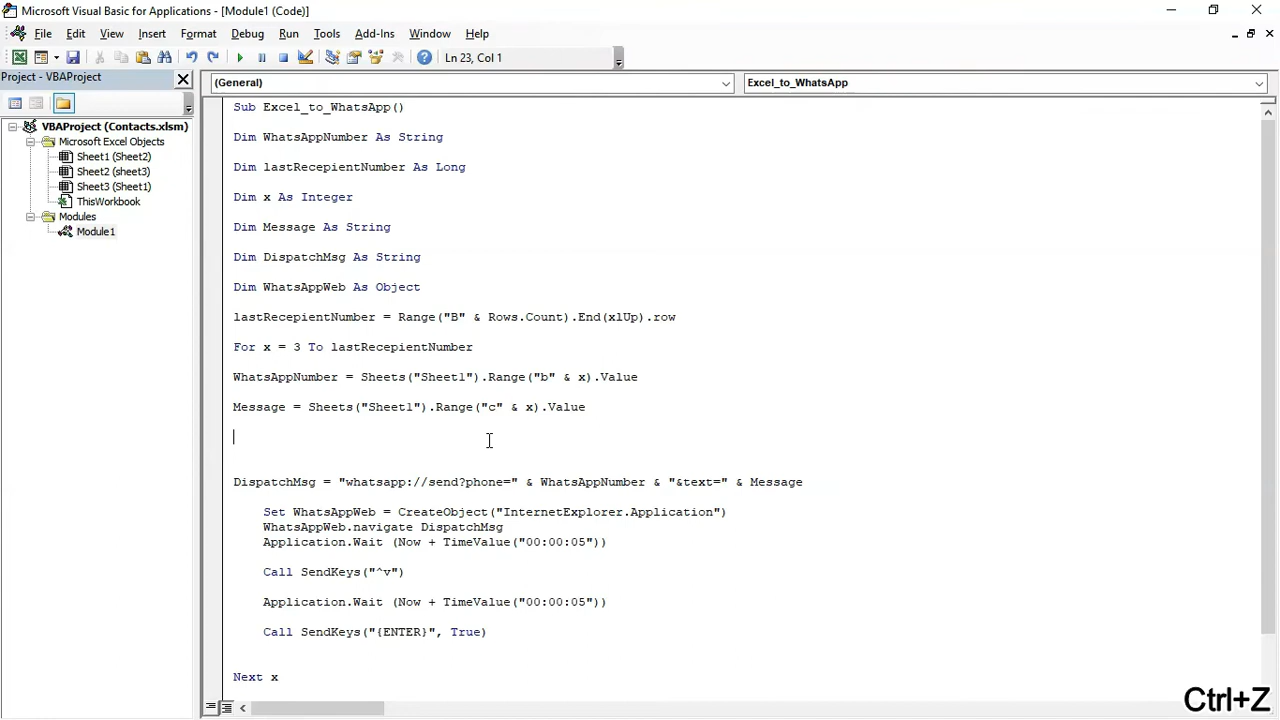 Microsoft Visual Basic for Applications - [Module1 (Code)]
File Edit View Insert Format Debug Run Tools Add-Ins Window Help
Ln 23, Col 1
Project - VBAProject
(General)
Excel_to_WhatsApp
VBAProject (Contacts.xlsm)
Microsoft Excel Objects
Sheet1 (Sheet2)
Sheet2 (sheet3)
Sheet3 (Sheet1)
ThisWorkbook
Modules
Module1
Sub Excel_to_WhatsApp()
Dim WhatsAppNumber As String
Dim lastRecepientNumber As Long
Dim x As Integer
Dim Message As String
Dim DispatchMsg As String
Dim WhatsAppWeb As Object
lastRecepientNumber = Range("B" & Rows.Count).End(xlUp).row
For x = 3 To lastRecepientNumber
WhatsAppNumber = Sheets("Sheet1").Range("b" & x).Value
Message = Sheets("Sheet1").Range("c" & x).Value
DispatchMsg = "whatsapp://send?phone=" & WhatsAppNumber & "&text=" & Message
Set WhatsAppWeb = CreateObject("InternetExplorer.Application")
WhatsAppWeb.navigate DispatchMsg
Application.Wait (Now + TimeValue("00:00:05"))
Call SendKeys("^v")
Application.Wait (Now + TimeValue("00:00:05"))
Call SendKeys("{ENTER}", True)
Next x
Ctrl+Z